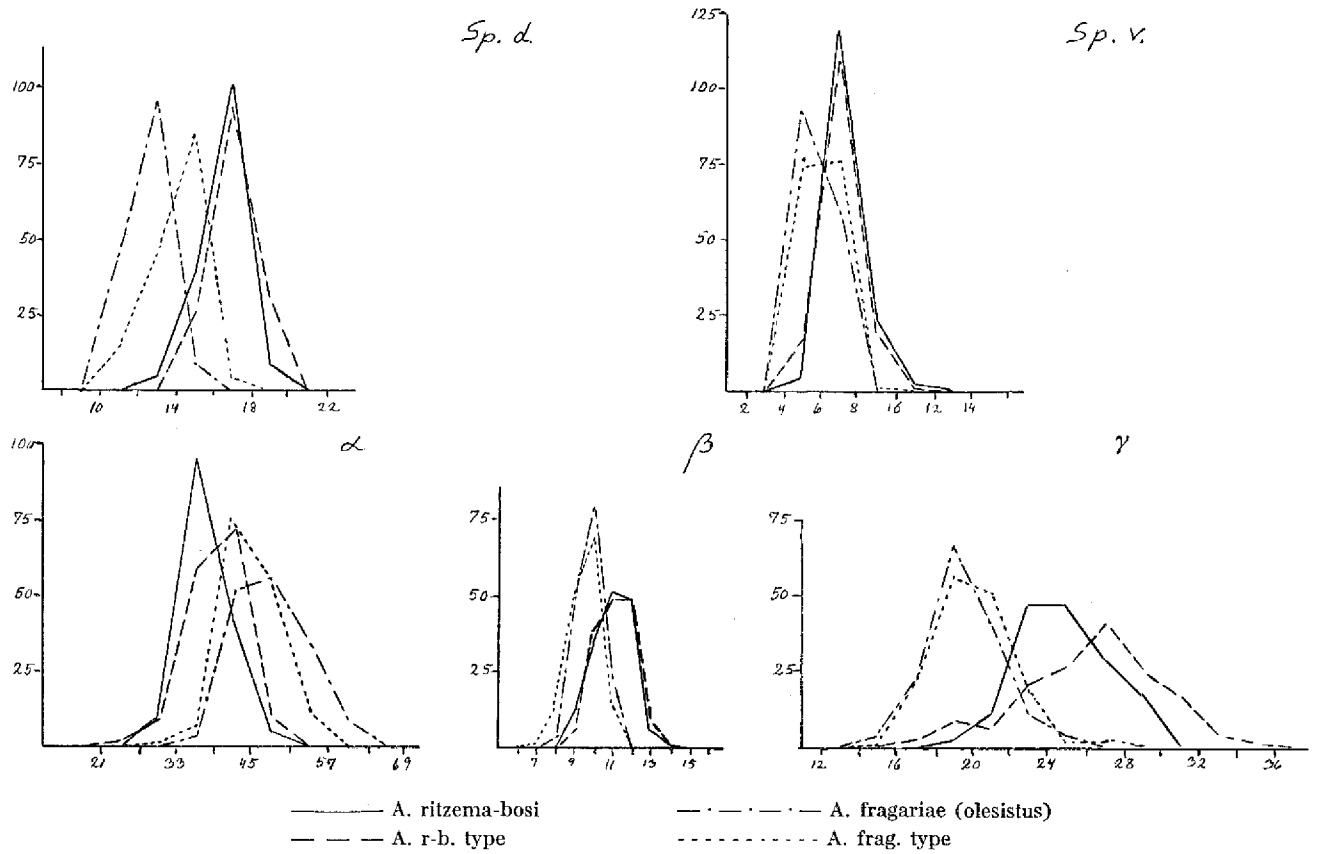 Sp. d.
100
75
50
25
10 14 18 22
Sp. v.
125
100
75
50
25
2 4 6 8 10 12 14
α
100
75
50
25
21 33 45 57 69
β
75
50
25
7 9 11 13 15
γ
75
50
25
12 16 20 24 28 32 36
A. ritzema-bosi
A. r-b. type
A. fragariae (olesistus)
A. frag. type